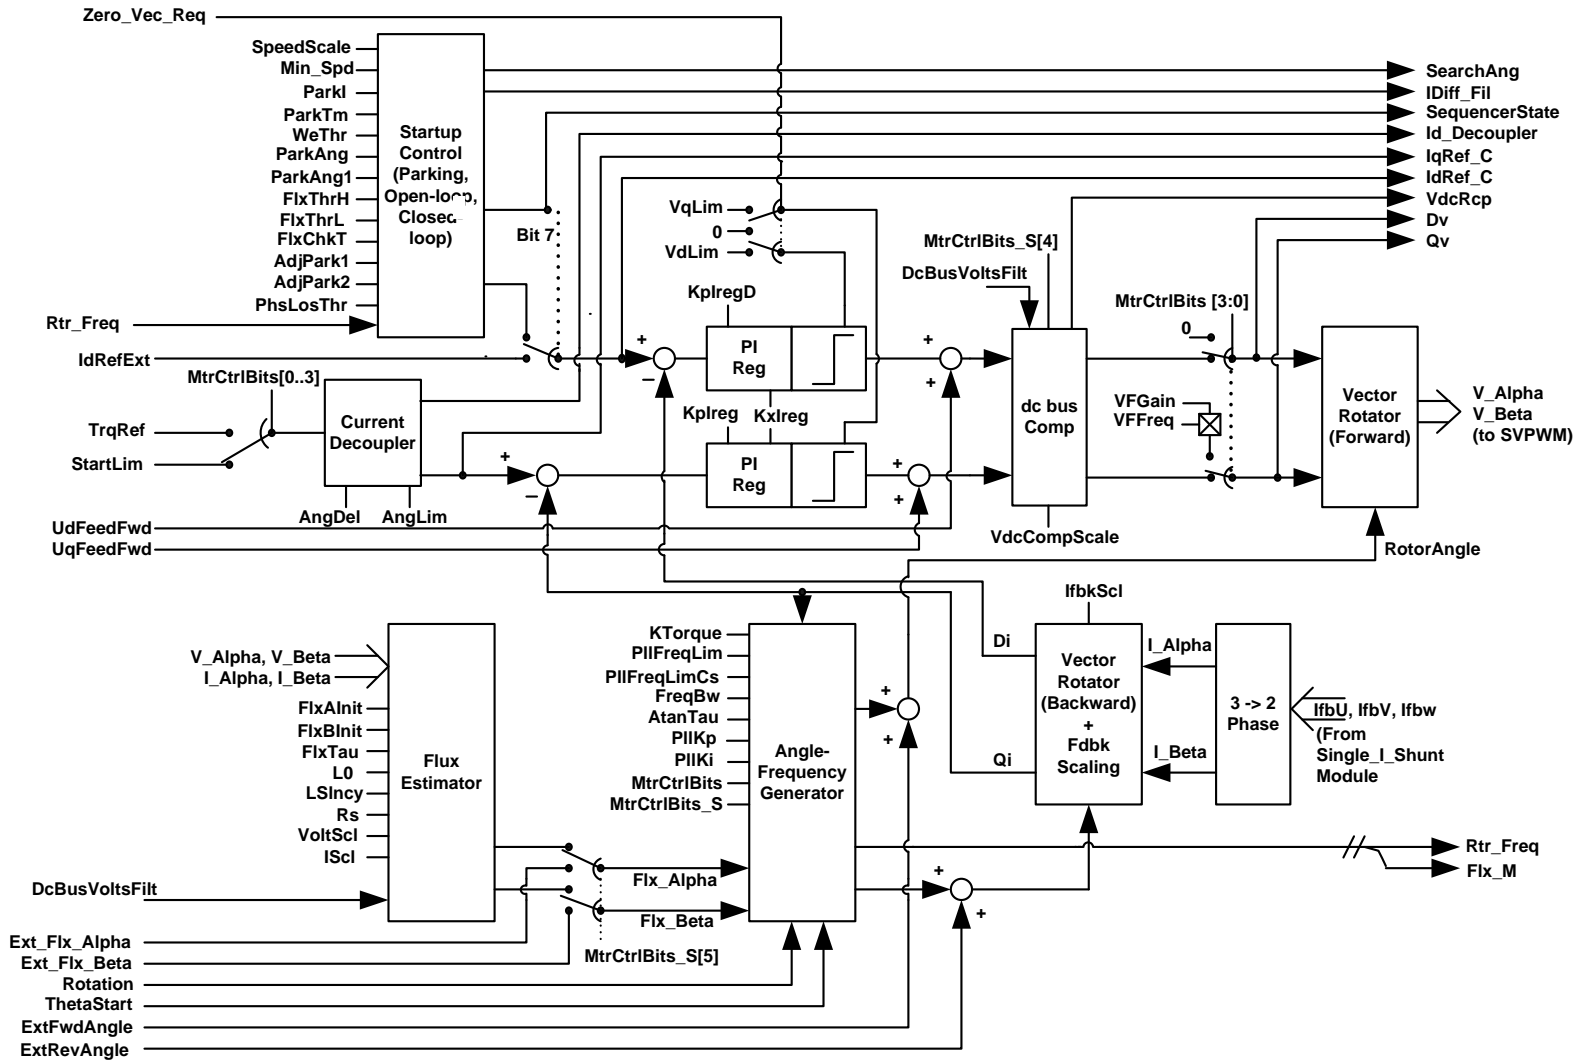 Zero_Vec_Req
SpeedScale
Min_Spd
ParkI
ParkTm
WeThr
ParkAng
ParkAng1
FlxThrH
FlxThrL
FlxChkT
AdjPark1
AdjPark2
PhsLosThr
Startup
Control
(Parking,
Open-loop,
Closed-
loop)
Rtr_Freq
IdRefExt
Bit 7
VqLim
0
VdLim
SearchAng
IDiff_Fil
SequencerState
Id_Decoupler
IqRef_C
IdRef_C
VdcRcp
Dv
Qv
MtrCtrlBits_S[4]
DcBusVoltsFilt
MtrCtrlBits [3:0]
0
KpIregD
+
−
PI
Reg
+
+
MtrCtrlBits[0..3]
TrqRef
StartLim
Current
Decoupler
AngDel
AngLim
KpIreg
KxIreg
+
−
PI
Reg
+
+
dc bus
Comp
VdcCompScale
VFGain
VFFreq
Vector
Rotator
(Forward)
V_Alpha
V_Beta
(to SVPWM)
RotorAngle
UdFeedFwd
UqFeedFwd
V_Alpha, V_Beta
I_Alpha, I_Beta
FlxAInit
FlxBInit
FlxTau
L0
LSIncy
Rs
VoltScl
IScl
Flux
Estimator
DcBusVoltsFilt
KTorque
PllFreqLim
PllFreqLimCs
FreqBw
AtanTau
PllKp
PllKi
MtrCtrlBits
MtrCtrlBits_S
Angle-
Frequency
Generator
+
+
Di
Qi
IfbkScl
Vector
Rotator
(Backward)
+
Fdbk
Scaling
I_Alpha
I_Beta
3 -> 2
Phase
IfbU, IfbV, Ifbw
(From
Single_I_Shunt
Module
Flx_Alpha
Flx_Beta
MtrCtrlBits_S[5]
+
+
Rtr_Freq
Flx_M
Ext_Flx_Alpha
Ext_Flx_Beta
Rotation
ThetaStart
ExtFwdAngle
ExtRevAngle